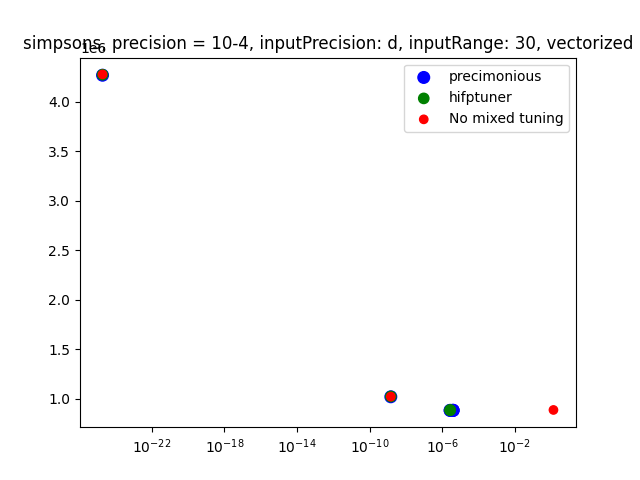 simpsons, precision = 10-4, inputPrecision: d, inputRange: 30, vectorized
1e6
precimonious
hifptuner
No mixed tuning
4.0
3.5
3.0
2.5
2.0
1.5
1.0
10⁻²² 10⁻¹⁸ 10⁻¹⁴ 10⁻¹⁰ 10⁻⁶ 10⁻²